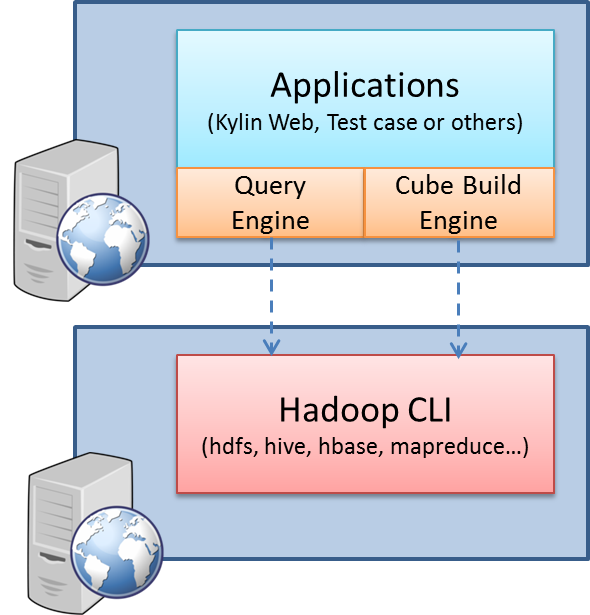 Applications
(Kylin Web, Test case or others)
Query
Engine
Cube Build
Engine
Hadoop CLI
(hdfs, hive, hbase, mapreduce…)